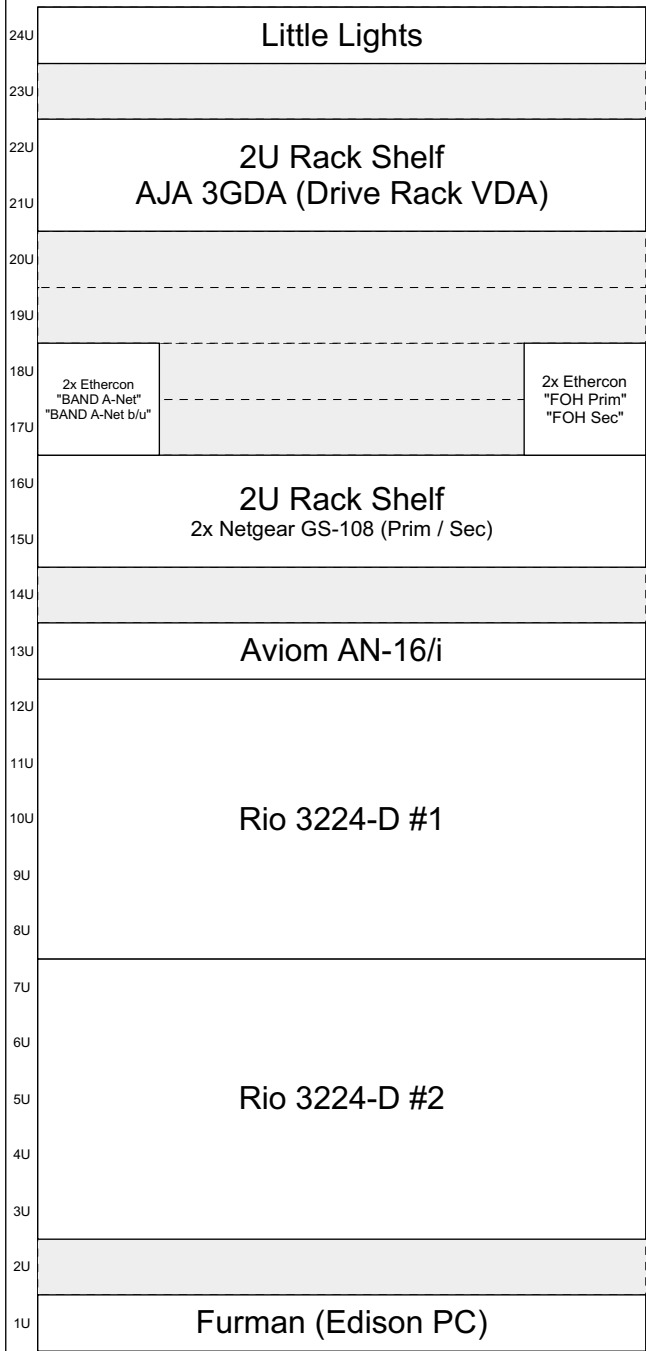 24U
Little Lights
23U
22U
2U Rack Shelf
AJA 3GDA (Drive Rack VDA)
21U
20U
19U
18U
2x Ethercon
"BAND A-Net"
"BAND A-Net b/u"
2x Ethercon
"FOH Prim"
"FOH Sec"
17U
16U
2U Rack Shelf
2x Netgear GS-108 (Prim / Sec)
15U
14U
13U
Aviom AN-16/i
12U
11U
10U
Rio 3224-D #1
9U
8U
7U
6U
5U
Rio 3224-D #2
4U
3U
2U
1U
Furman (Edison PC)